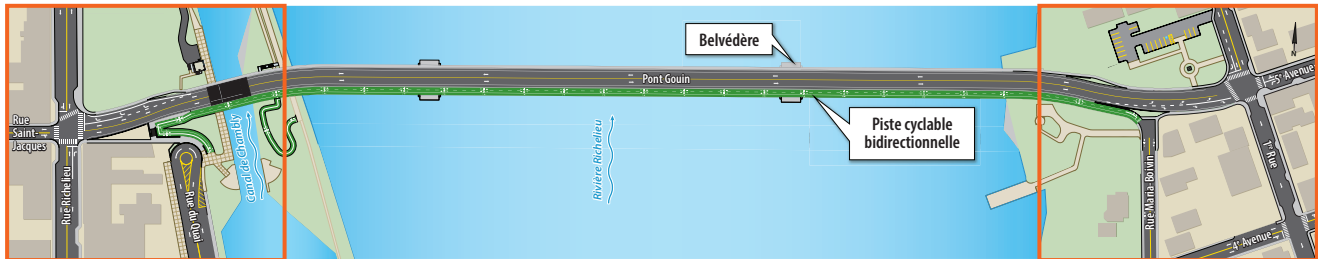 Belvédère
Pont Gouin
Piste cyclable
bidirectionnelle
Rue
Saint-
Jacques
Rue Richelieu
Rue du Quai
Canal de Chambly
Rivière Richelieu
Rue Maria-Boivin
1re Rue
5e Avenue
4e Avenue
N